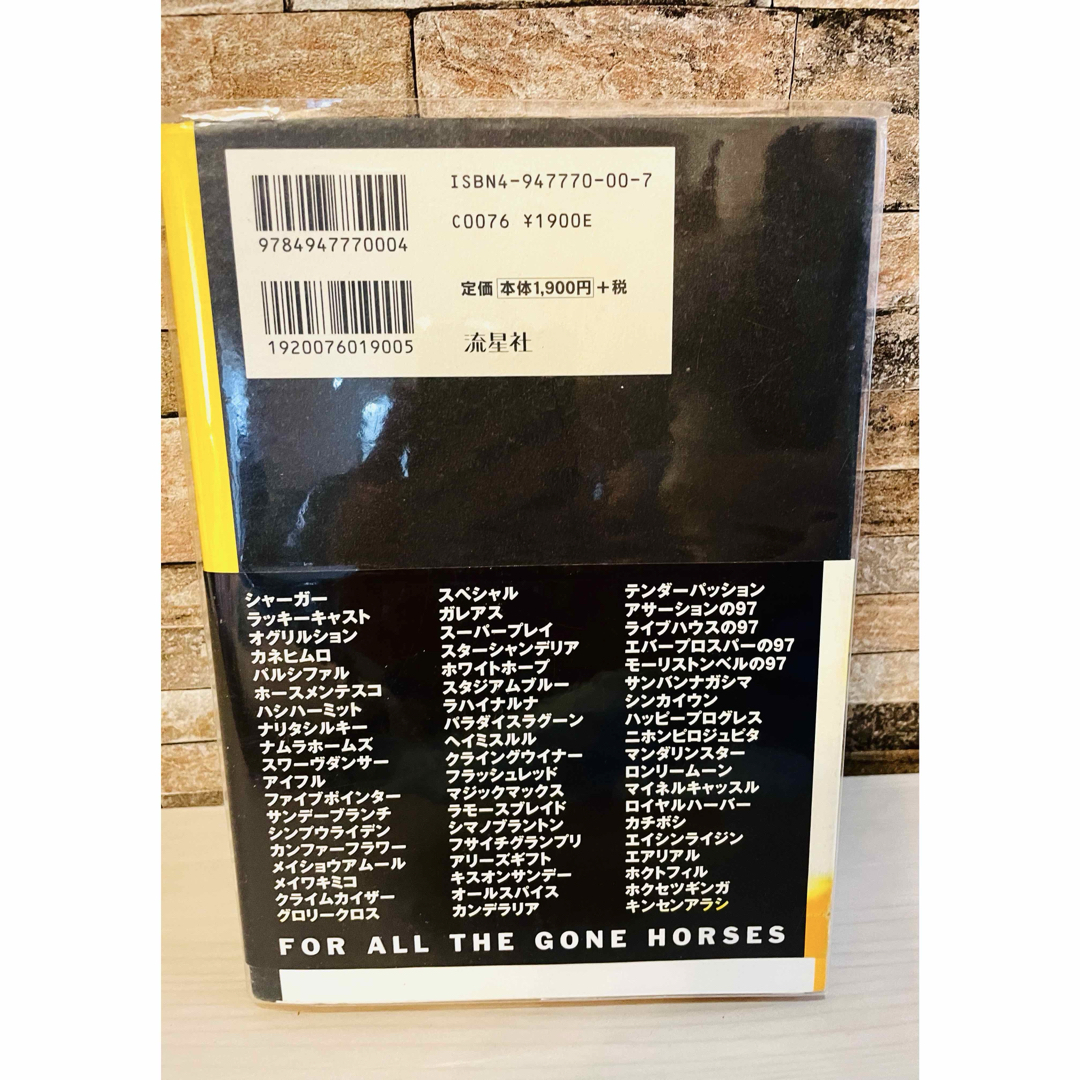 ISBN4-947770-00-7
C0076 ¥1900E
9784947770004
定価 本体1,900円 +税
1920076019005
流星社
シャーガー
ラッキーキャスト
オグリルション
カネヒムロ
パルシファル
ホースメンテスコ
ハシハーミット
ナリタシルキー
ナムラホームズ
スワーヴダンサー
アイフル
ファイブポインター
サンデーブランチ
シンプウライデン
カンファーフラワー
メイショウアムール
メイワキミコ
クライムカイザー
グロリークロス
スペシャル
ガレアス
スーパープレイ
スターシャンデリア
ホワイトホープ
スタジアムブルー
ラハイナルナ
パラダイスラグーン
ヘイミスルル
クライングウイナー
フラッシュレッド
マジックマックス
ラモースブレイド
シマノブラントン
フサイチグランプリ
アリーズギフト
キスオンサンデー
オールスパイス
カンデラリア
テンダーパッション
アサーションの97
ライブハウスの97
エバープロスパーの97
モーリストンベルの97
サンバンナガシマ
シンカイウン
ハッピープログレス
ニホンピロジュピタ
マンダリンスター
ロンリームーン
マイネルキャッスル
ロイヤルハーバー
カチボシ
エイシンライジン
エアリアル
ホクトフィル
ホクセツギンガ
キンセンアラシ
FOR ALL THE GONE HORSES